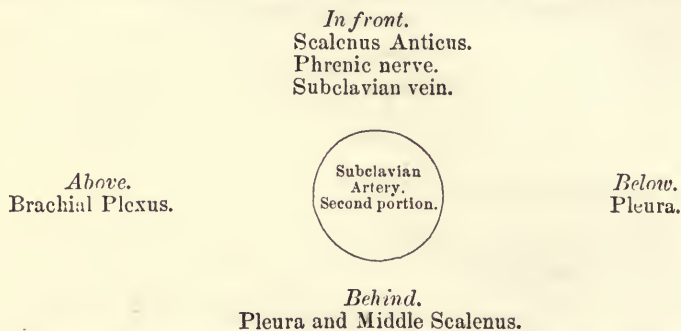 In front.
Scalenus Anticus.
Phrenic nerve.
Subclavian vein.
Above.
Brachial Plexus.
Subclavian
Artery.
Second portion.
Below.
Pleura.
Behind.
Pleura and Middle Scalenus.